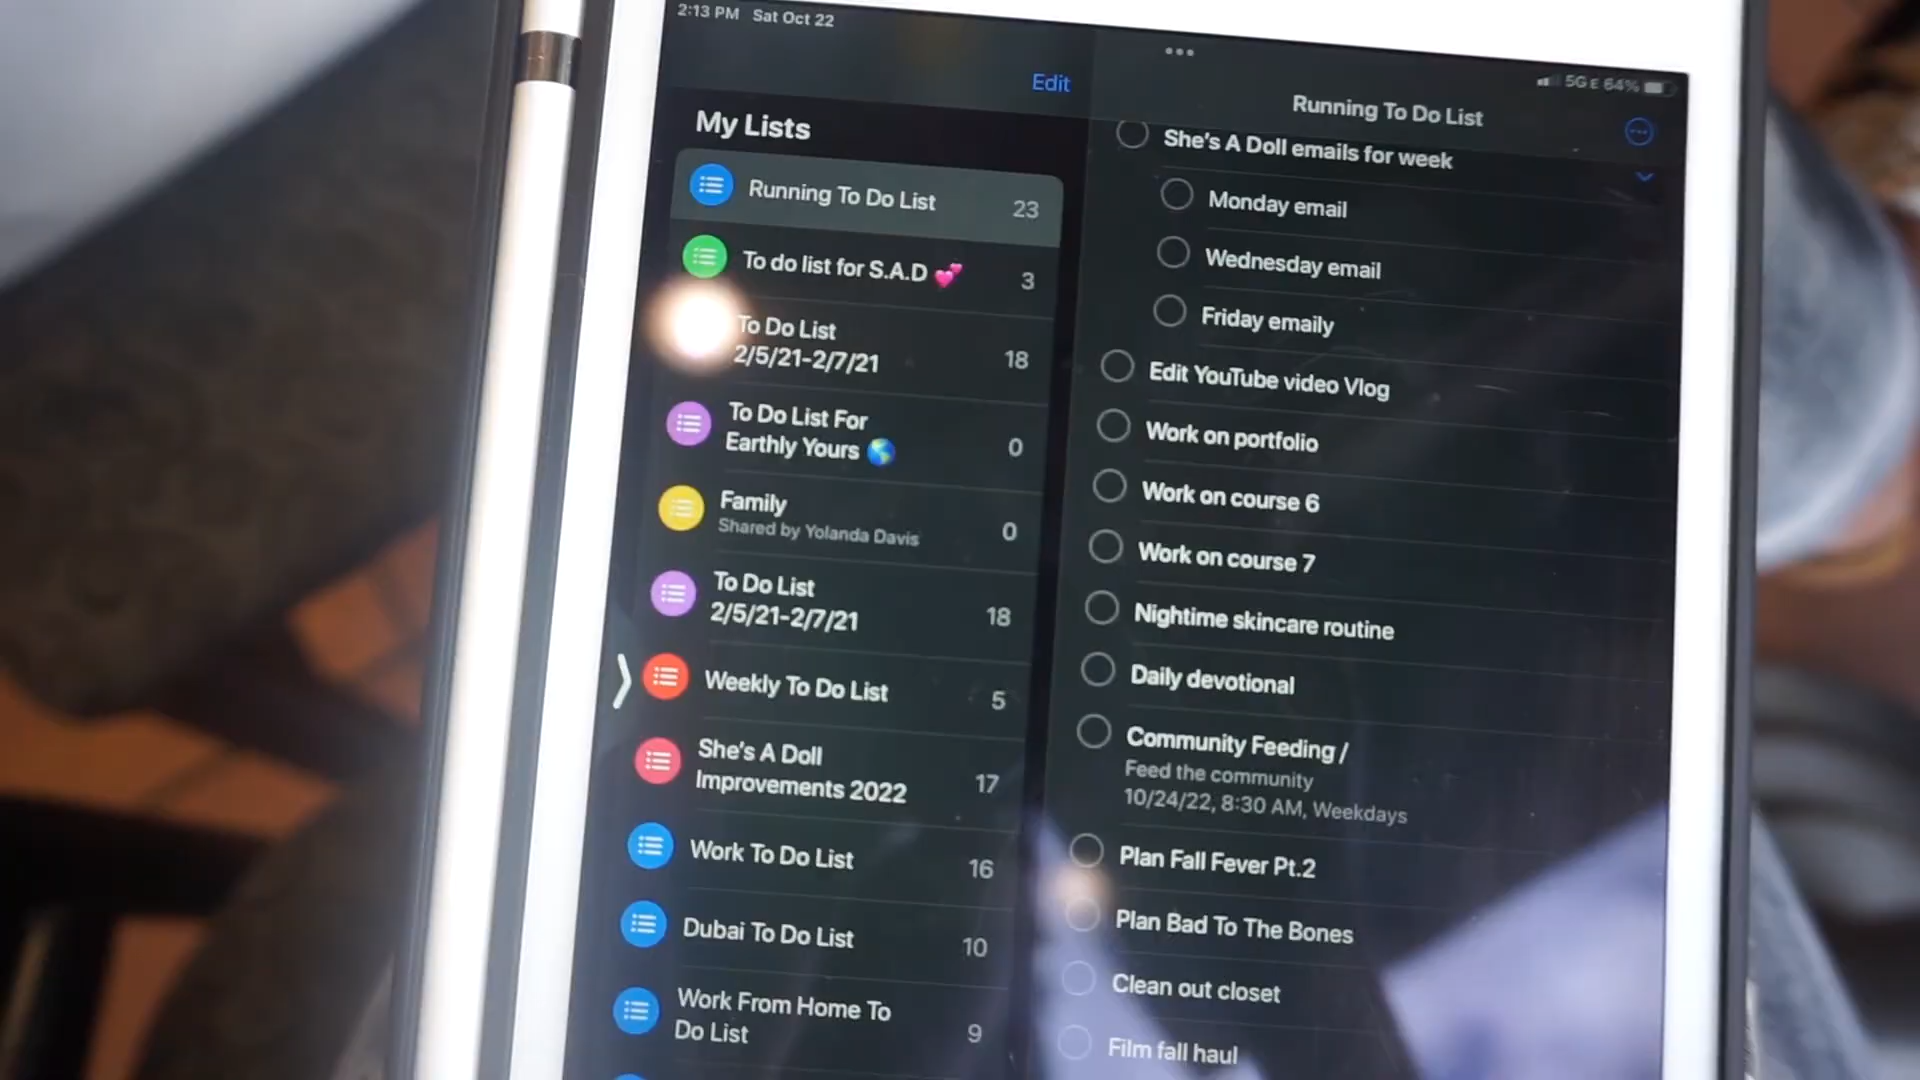 2:13 PM Sat Oct 22
5G E 64%
Edit
My Lists
Running To Do List 23
To do list for S.A.D 💕 3
To Do List
2/5/21-2/7/21 18
To Do List For
Earthly Yours 🌎 0
Family
Shared by Yolanda Davis 0
To Do List
2/5/21-2/7/21 18
Weekly To Do List 5
She's A Doll
Improvements 2022 17
Work To Do List 16
Dubai To Do List 10
Work From Home To
Do List 9
Running To Do List
She's A Doll emails for week
Monday email
Wednesday email
Friday emaily
Edit YouTube video Vlog
Work on portfolio
Work on course 6
Work on course 7
Nightime skincare routine
Daily devotional
Community Feeding /
Feed the community
10/24/22, 8:30 AM, Weekdays
Plan Fall Fever Pt.2
Plan Bad To The Bones
Clean out closet
Film fall haul